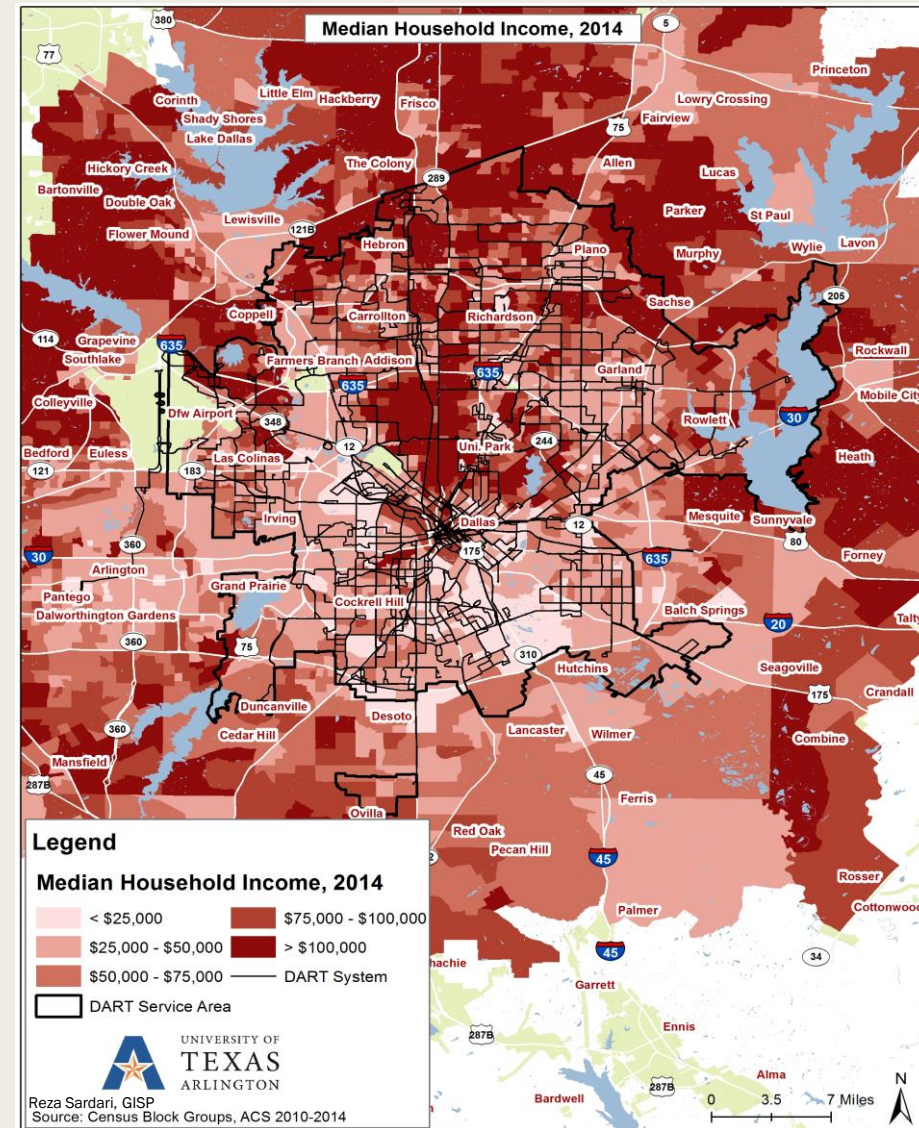 Median Household Income, 2014
380
5
77
Princeton
Little Elm
Corinth
Hackberry
Frisco
Lowry Crossing
Shady Shores
Fairview
75
Lake Dallas
The Colony
Allen
Hickory Creek
289
Lucas
Bartonville
Double Oak
Parker
St Paul
Lewisville
121B
Flower Mound
Hebron
Plano
Murphy
Wylie
Lavon
Sachse
205
Coppell
Carrollton
Richardson
114
Grapevine
635
Rockwall
Southlake
Farmers Branch
Addison
635
635
Garland
Colleyville
Mobile City
Dfw Airport
348
Rowlett
30
Bedford
Euless
12
Uni. Park
244
Heath
121
183
Las Colinas
Irving
Dallas
12
Mesquite
Sunnyvale
360
175
80
30
Arlington
635
Forney
Pantego
Grand Prairie
Cockrell Hill
Balch Springs
Dalworthington Gardens
20
Talty
360
75
310
Hutchins
Seagoville
175
Crandall
Duncanville
Desoto
360
Cedar Hill
Lancaster
Wilmer
Combine
Mansfield
287B
45
Ferris
Ovilla
Red Oak
Pecan Hill
45
Rosser
Cottonwood
Palmer
45
34
hachie
Garrett
287B
Ennis
287B
Alma
Bardwell
Legend
Median Household Income, 2014
< $25,000
$25,000 - $50,000
$50,000 - $75,000
$75,000 - $100,000
> $100,000
DART System
DART Service Area
UNIVERSITY OF
TEXAS
ARLINGTON
Reza Sardari, GISP
Source: Census Block Groups, ACS 2010-2014
N
0 3.5 7 Miles